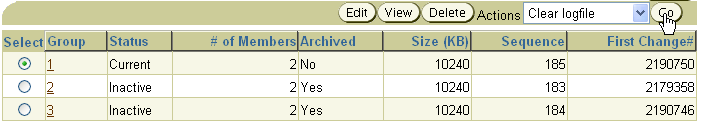 Edit View Delete Actions Clear logfile Go
Select Group Status # of Members Archived Size (KB) Sequence First Change#
1 Current 2 No 10240 185 2190750
2 Inactive 2 Yes 10240 183 2179358
3 Inactive 2 Yes 10240 184 2190746